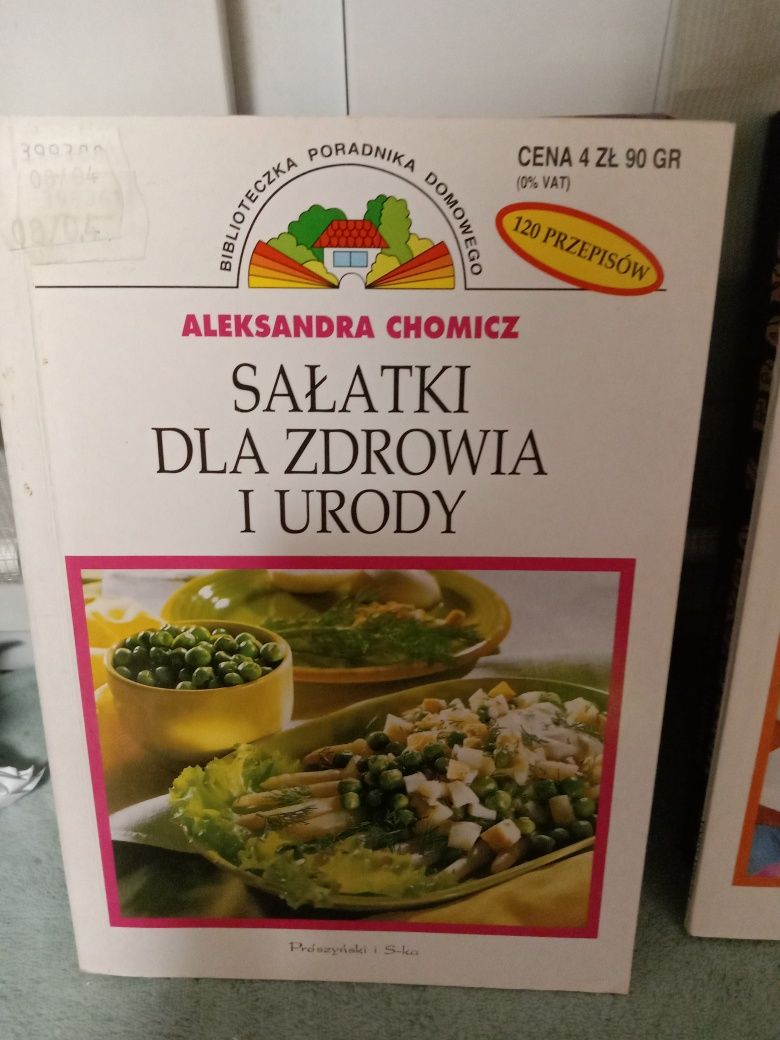 BIBLIOTECZKA PORADNIKA DOMOWEGO
CENA 4 ZŁ 90 GR
(0% VAT)
120 PRZEPISÓW
ALEKSANDRA CHOMICZ
SAŁATKI
DLA ZDROWIA
I URODY
Prószyński i S-ka